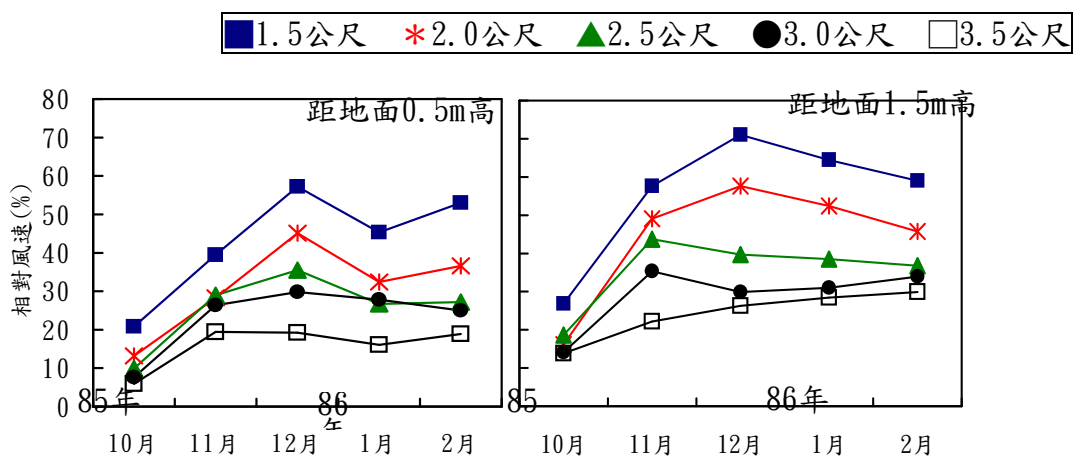 1.5公尺 2.0公尺 2.5公尺 3.0公尺 3.5公尺
距地面0.5m高
距地面1.5m高
相對風速(%)
80
70
60
50
40
30
20
10
0
85年
86
年
85
86年
10月 11月 12月 1月 2月
10月 11月 12月 1月 2月